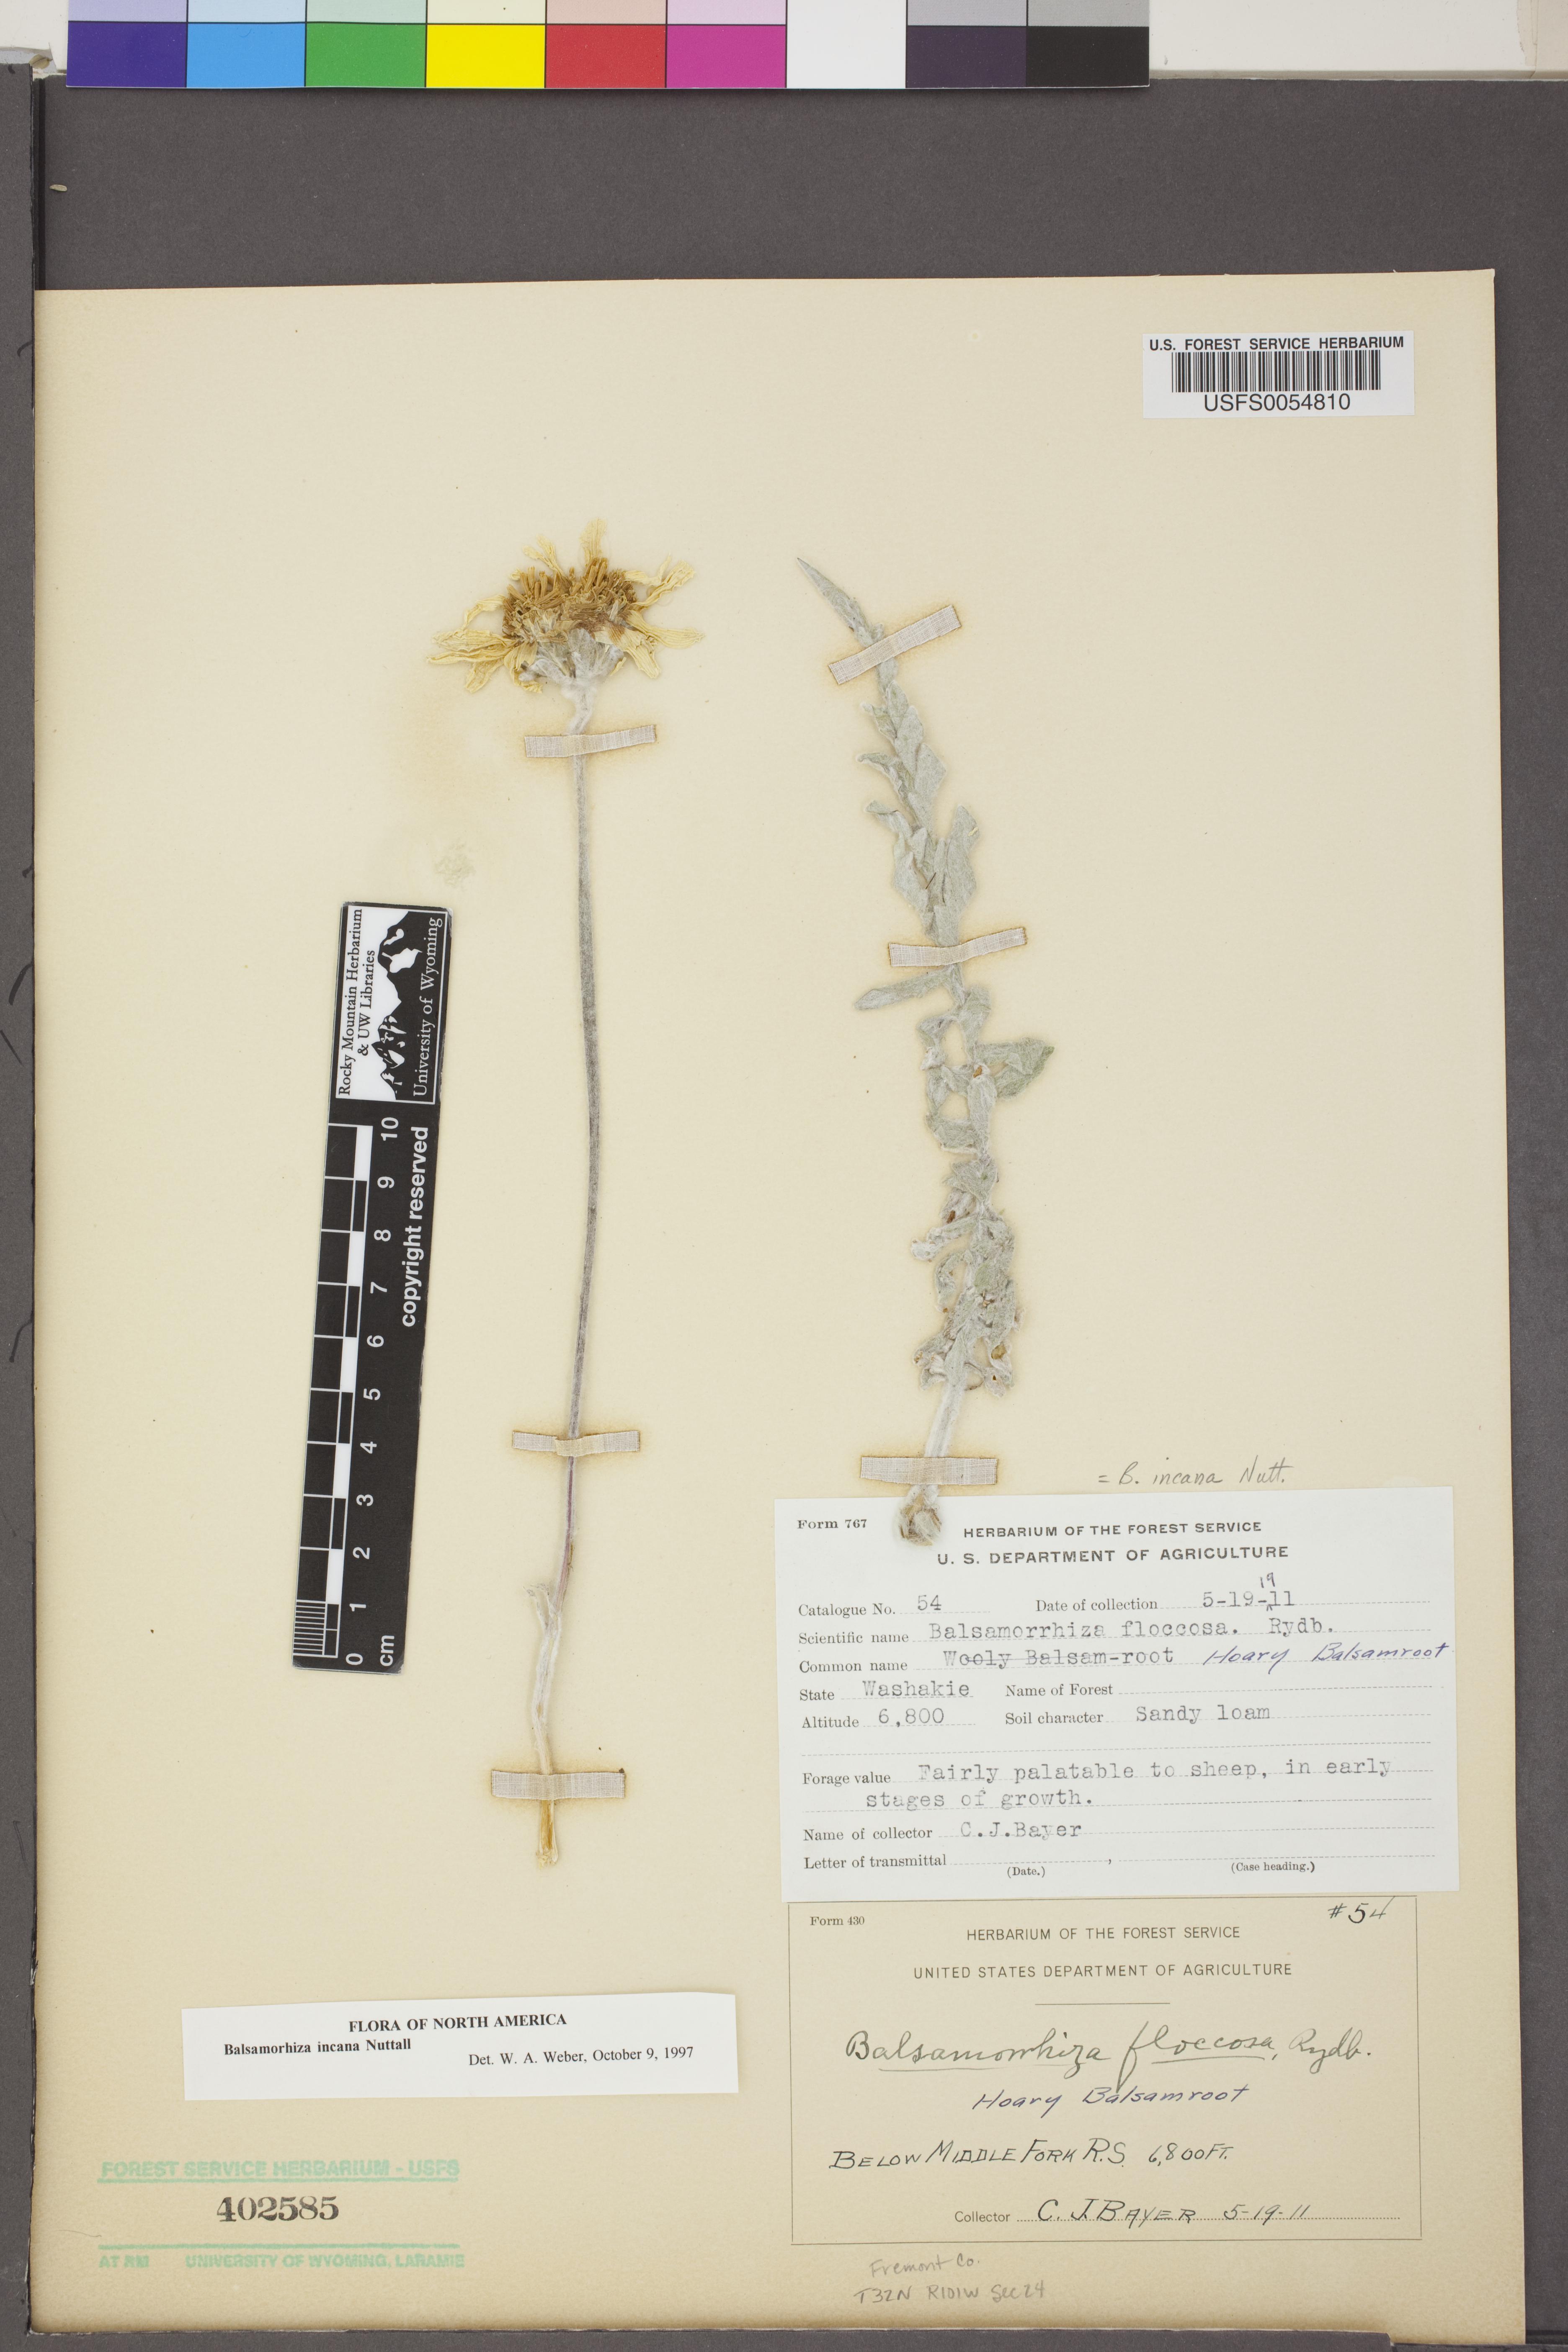 U.S. FOREST SERVICE HERBARIUM
USFS0054810
Rocky Mountain Herbarium
& UW Libraries
University of Wyoming
copyright reserved
10 9 8 7 6 5 4 3 2 1 0
cm
= B. incana Nutt.
Form 767
HERBARIUM OF THE FOREST SERVICE
U. S. DEPARTMENT OF AGRICULTURE
Catalogue No. 54 Date of collection 5-19-1911
Scientific name Balsamorrhiza floccosa. Rydb.
Common name Wooly Balsam-root Hoary Balsamroot
State Washakie Name of Forest
Altitude 6,800 Soil character Sandy loam
Forage value Fairly palatable to sheep, in early
stages of growth.
Name of collector C.J.Bayer
Letter of transmittal ,
(Date.) (Case heading.)
Form 430 #54
HERBARIUM OF THE FOREST SERVICE
UNITED STATES DEPARTMENT OF AGRICULTURE
Balsamorrhiza floccosa, Rydb.
Hoary Balsamroot
BELOW MIDDLE FORK R.S. 6,800FT.
Collector C. J. BAYER 5-19-11
Fremont Co.
T32N R101W Sec24
FLORA OF NORTH AMERICA
Balsamorhiza incana Nuttall
Det. W. A. Weber, October 9, 1997
FOREST SERVICE HERBARIUM - USFS
402585
AT RM UNIVERSITY OF WYOMING, LARAMIE